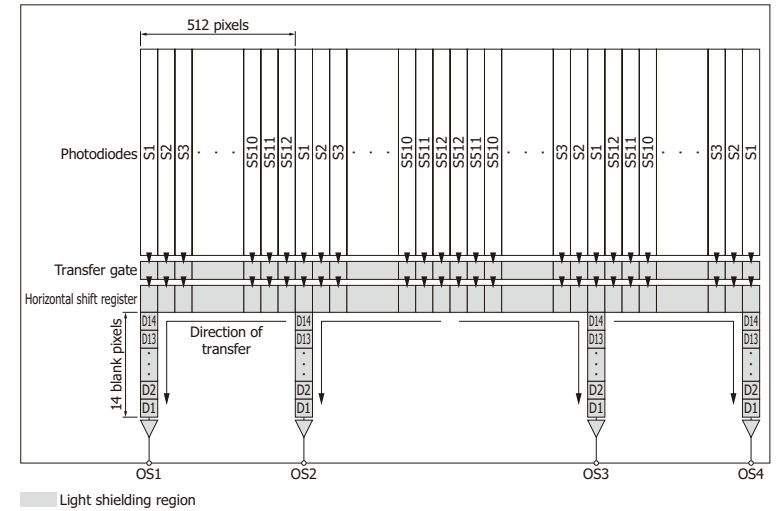 512 pixels
Photodiodes S1 S2 S3 · · · · S510 S511 S512 S1 S2 S3 · · · · S510 S511 S512 S512 S511 S510 · · · · S3 S2 S1 S512 S511 S510 · · · · S3 S2 S1
Transfer gate
Horizontal shift register
14 blank pixels
D14 D14 D14 D14
D13 D13 D13 D13
Direction of
transfer
D2 D2 D2 D2
D1 D1 D1 D1
OS1 OS2 OS3 OS4
Light shielding region